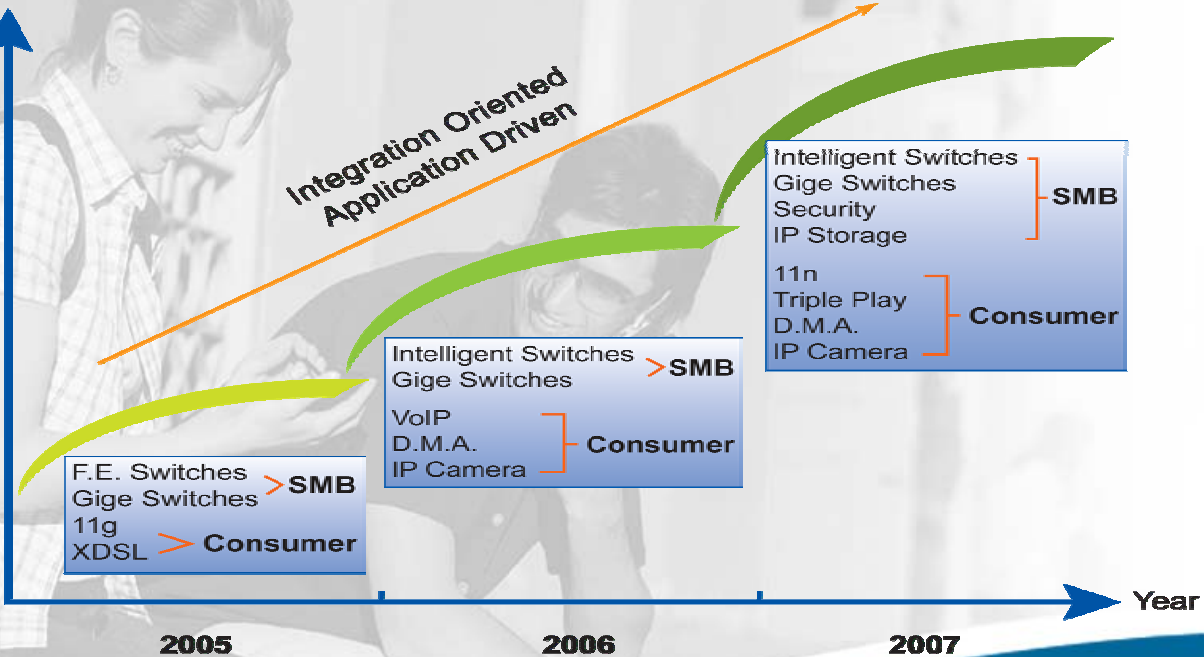 Integration Oriented
Application Driven
F.E. Switches
Gige Switches
SMB
11g
XDSL
Consumer
Intelligent Switches
Gige Switches
SMB
VoIP
D.M.A.
IP Camera
Consumer
Intelligent Switches
Gige Switches
Security
IP Storage
SMB
11n
Triple Play
D.M.A.
IP Camera
Consumer
Year
2005
2006
2007